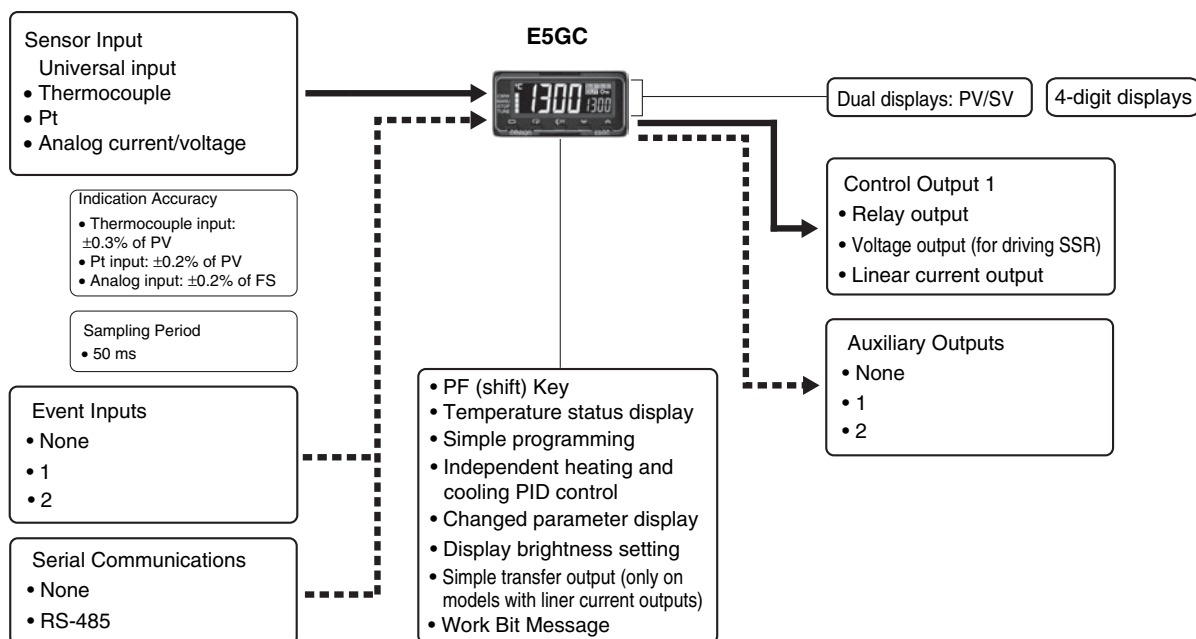 Sensor Input
Universal input
• Thermocouple
• Pt
• Analog current/voltage
Indication Accuracy
• Thermocouple input:
±0.3% of PV
• Pt input: ±0.2% of PV
• Analog input: ±0.2% of FS
Sampling Period
• 50 ms
Event Inputs
• None
• 1
• 2
Serial Communications
• None
• RS-485
E5GC
°C
1300
1300
OMRON
E5GC
• PF (shift) Key
• Temperature status display
• Simple programming
• Independent heating and
cooling PID control
• Changed parameter display
• Display brightness setting
• Simple transfer output (only on
models with liner current outputs)
• Work Bit Message
Dual displays: PV/SV
4-digit displays
Control Output 1
• Relay output
• Voltage output (for driving SSR)
• Linear current output
Auxiliary Outputs
• None
• 1
• 2